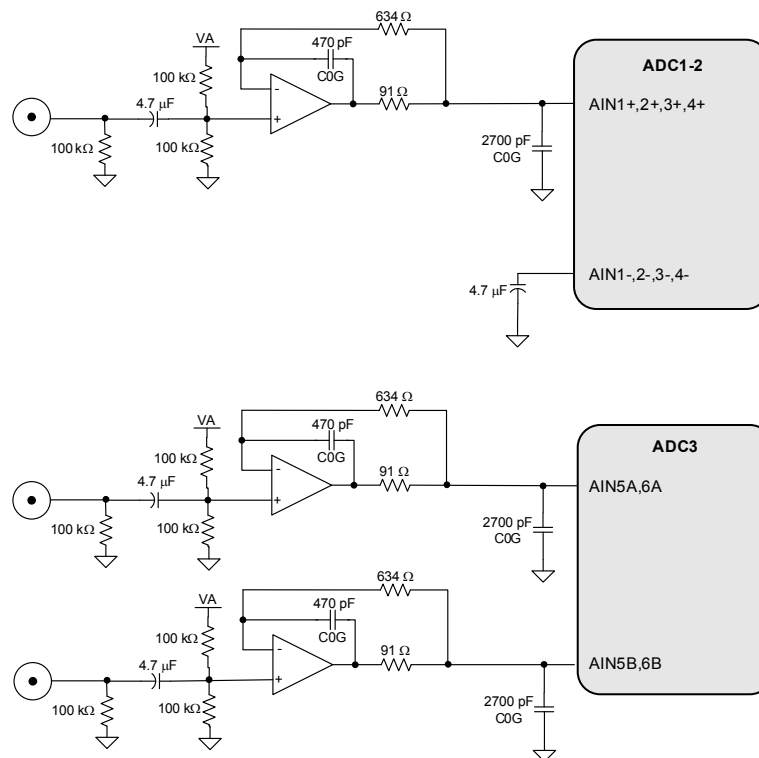 634 Ω
470 pF
C0G
VA
100 kΩ
4.7 µF
100 kΩ
100 kΩ
-
+
91 Ω
2700 pF
C0G
ADC1-2
AIN1+,2+,3+,4+
AIN1-,2-,3-,4-
4.7 µF
634 Ω
470 pF
C0G
VA
100 kΩ
4.7 µF
100 kΩ
100 kΩ
-
+
91 Ω
2700 pF
C0G
ADC3
AIN5A,6A
634 Ω
470 pF
C0G
VA
100 kΩ
4.7 µF
100 kΩ
100 kΩ
-
+
91 Ω
2700 pF
C0G
AIN5B,6B